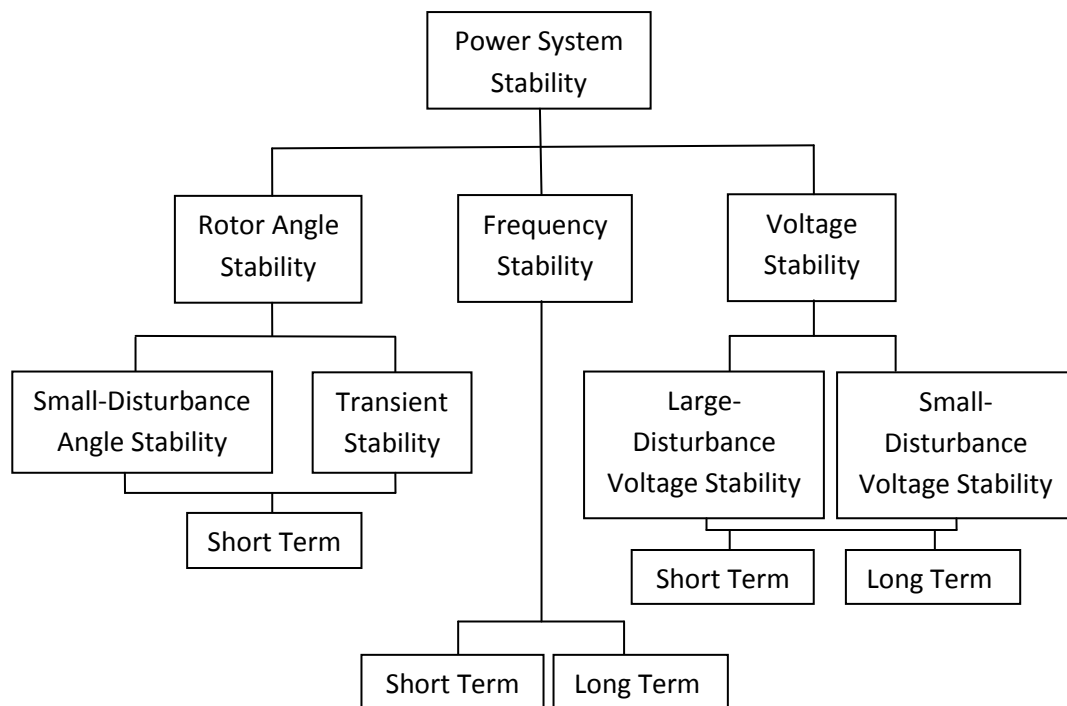 Power System
Stability
Rotor Angle
Stability
Frequency
Stability
Voltage
Stability
Small-Disturbance
Angle Stability
Transient
Stability
Large-
Disturbance
Voltage Stability
Small-
Disturbance
Voltage Stability
Short Term
Short Term
Long Term
Short Term
Long Term